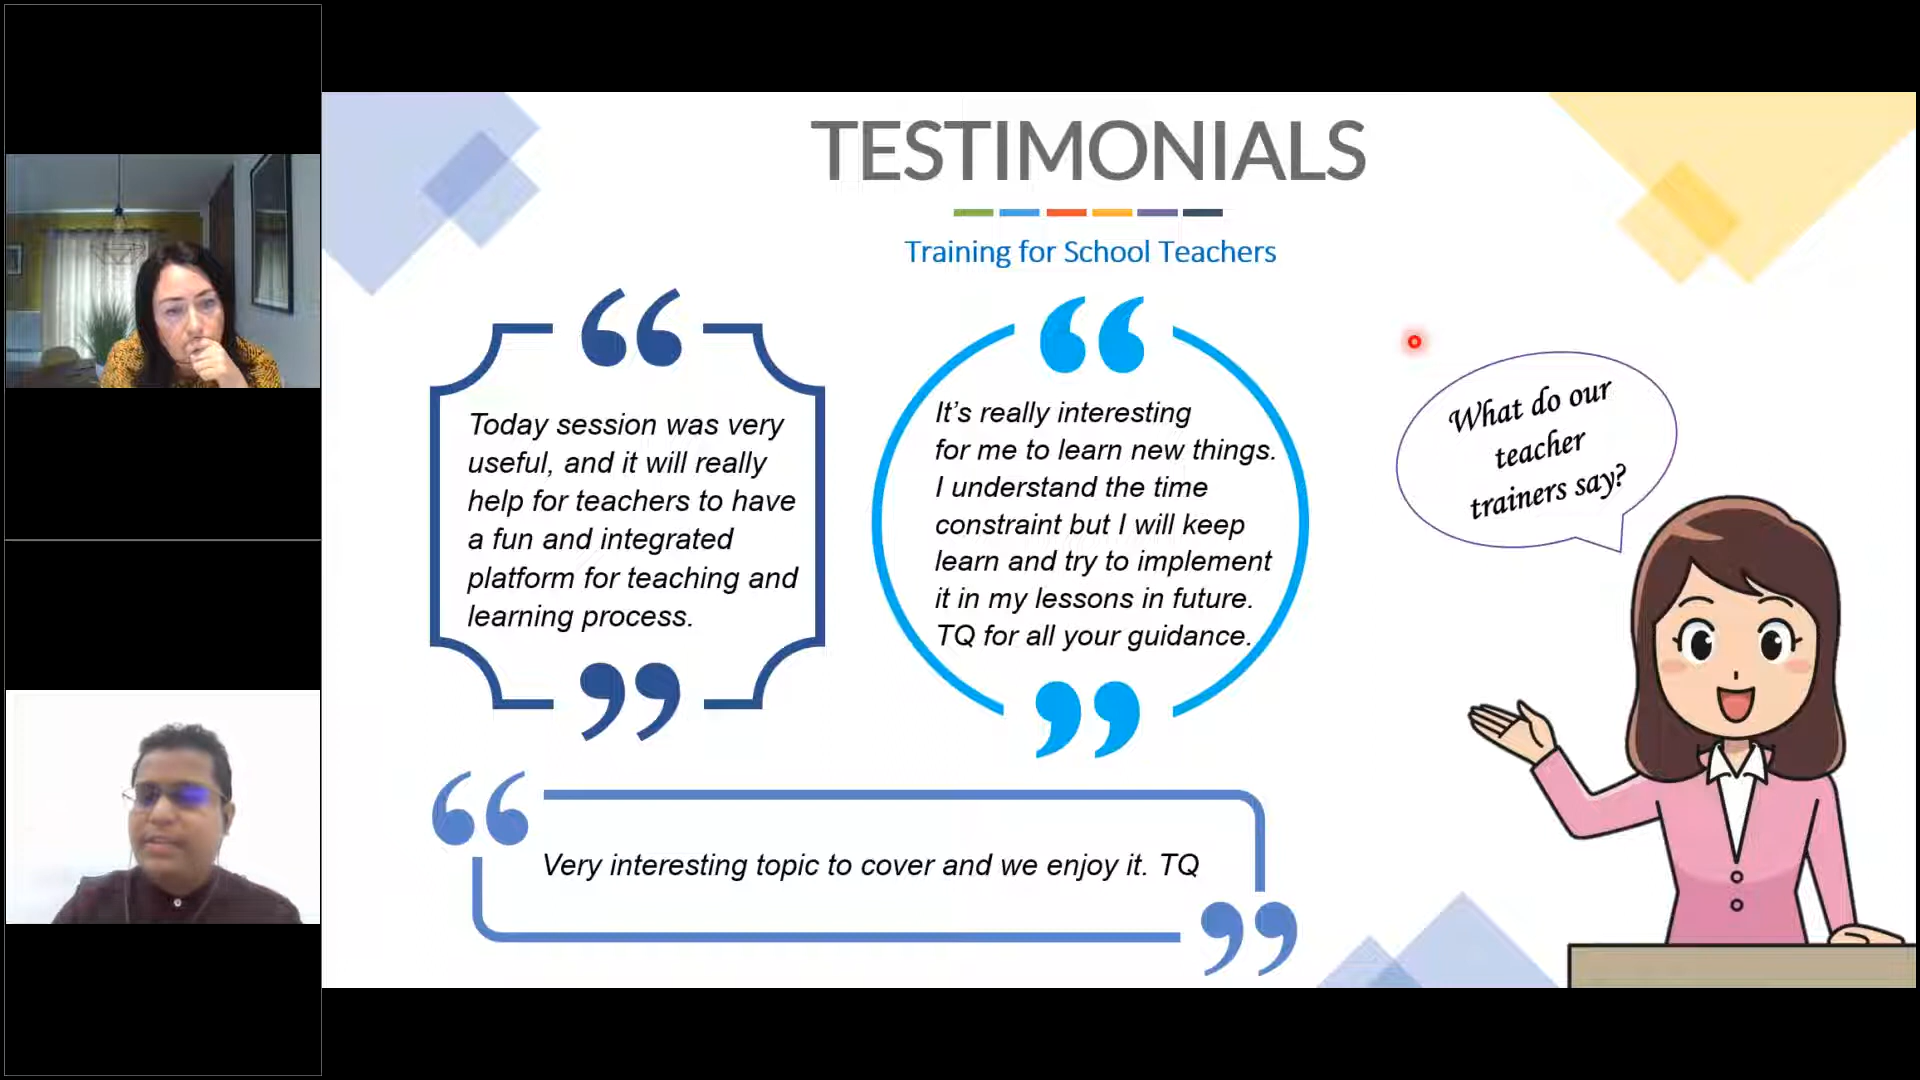 TESTIMONIALS
Training for School Teachers
Today session was very
useful, and it will really
help for teachers to have
a fun and integrated
platform for teaching and
learning process.
It’s really interesting
for me to learn new things.
I understand the time
constraint but I will keep
learn and try to implement
it in my lessons in future.
TQ for all your guidance.
What do our
teacher
trainers say?
Very interesting topic to cover and we enjoy it. TQ